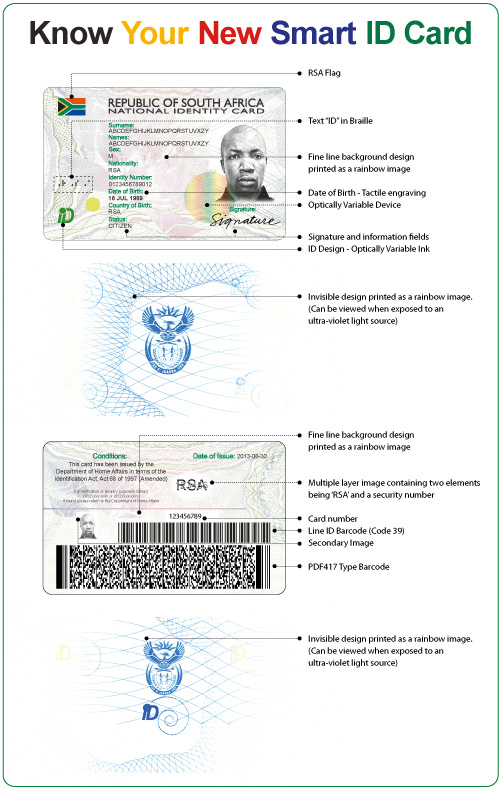 Know Your New Smart ID Card
RSA Flag
REPUBLIC OF SOUTH AFRICA
NATIONAL IDENTITY CARD
Surname:
ABCDEFGHIJKLMNOPQRSTUVXZY
Names:
ABCDEFGHIJKLMNOPQRSTUVXZY
Sex:
M
Nationality:
RSA
Identity Number:
0123456789012
Date of Birth:
16 JUL 1989
Country of Birth:
RSA
Status:
CITIZEN
Signature:
Signature
iD
Text "ID" in Braille
Fine line background design
printed as a rainbow image
Date of Birth - Tactile engraving
Optically Variable Device
Signature and information fields
ID Design - Optically Variable Ink
Invisible design printed as a rainbow image.
(Can be viewed when exposed to an
ultra-violet light source)
Conditions:
This card has been issued by the
Department of Home Affairs in terms of the
Identification Act, Act 68 of 1997 (Amended)
Date of Issue: 2013-06-30
RSA
123456789
Fine line background design
printed as a rainbow image
Multiple layer image containing two elements
being 'RSA' and a security number
Card number
Line ID Barcode (Code 39)
Secondary Image
PDF417 Type Barcode
iD
iD
iD
Invisible design printed as a rainbow image.
(Can be viewed when exposed to an
ultra-violet light source)